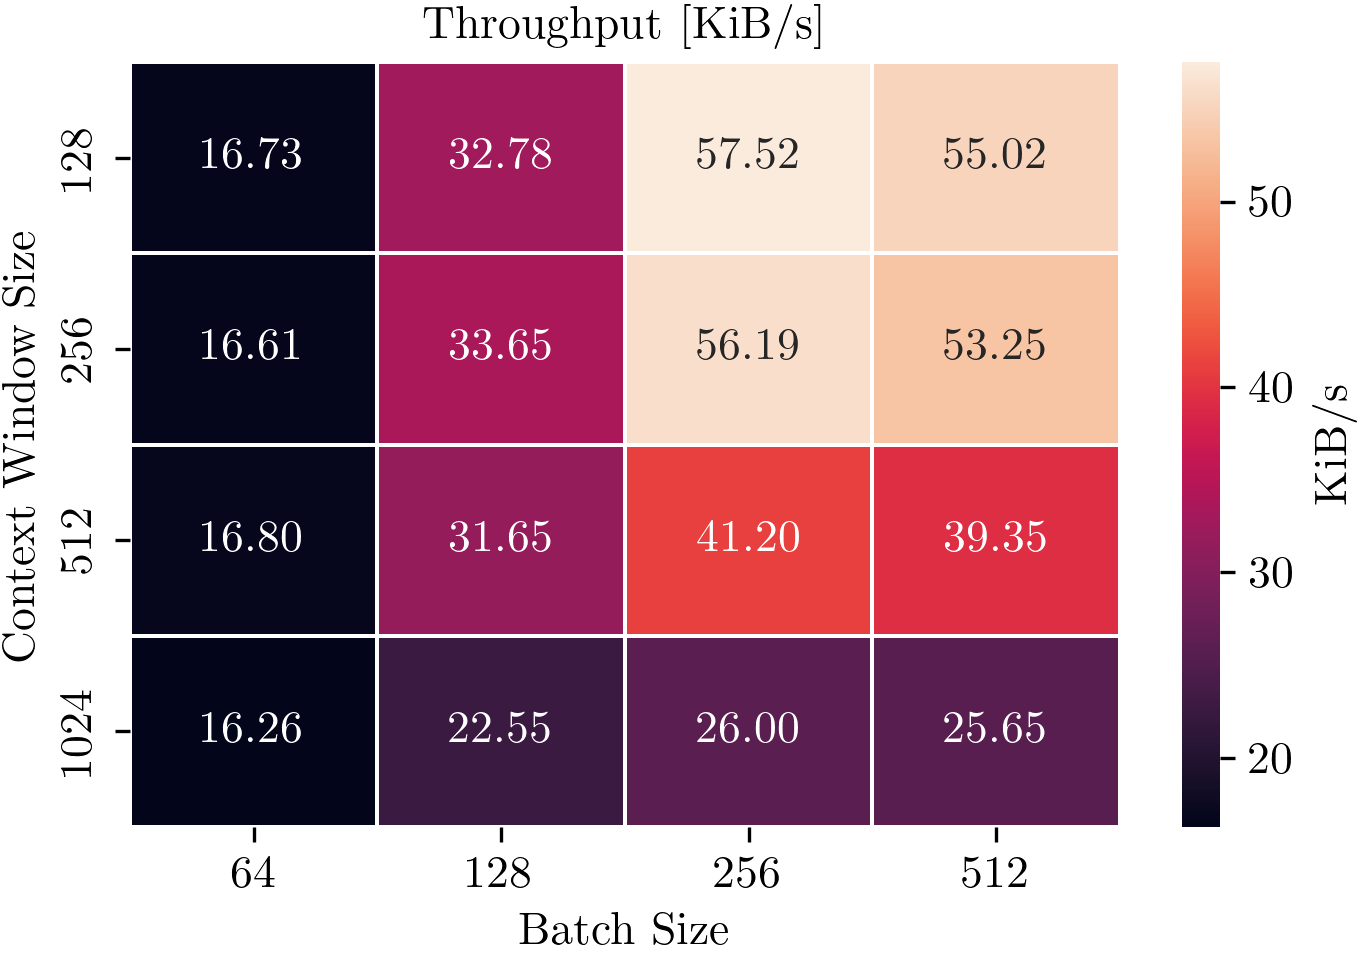 Throughput [KiB/s]
Context Window Size
128
16.73 32.78 57.52 55.02
256
16.61 33.65 56.19 53.25
512
16.80 31.65 41.20 39.35
1024
16.26 22.55 26.00 25.65
64 128 256 512
Batch Size
50
40
30
20
KiB/s